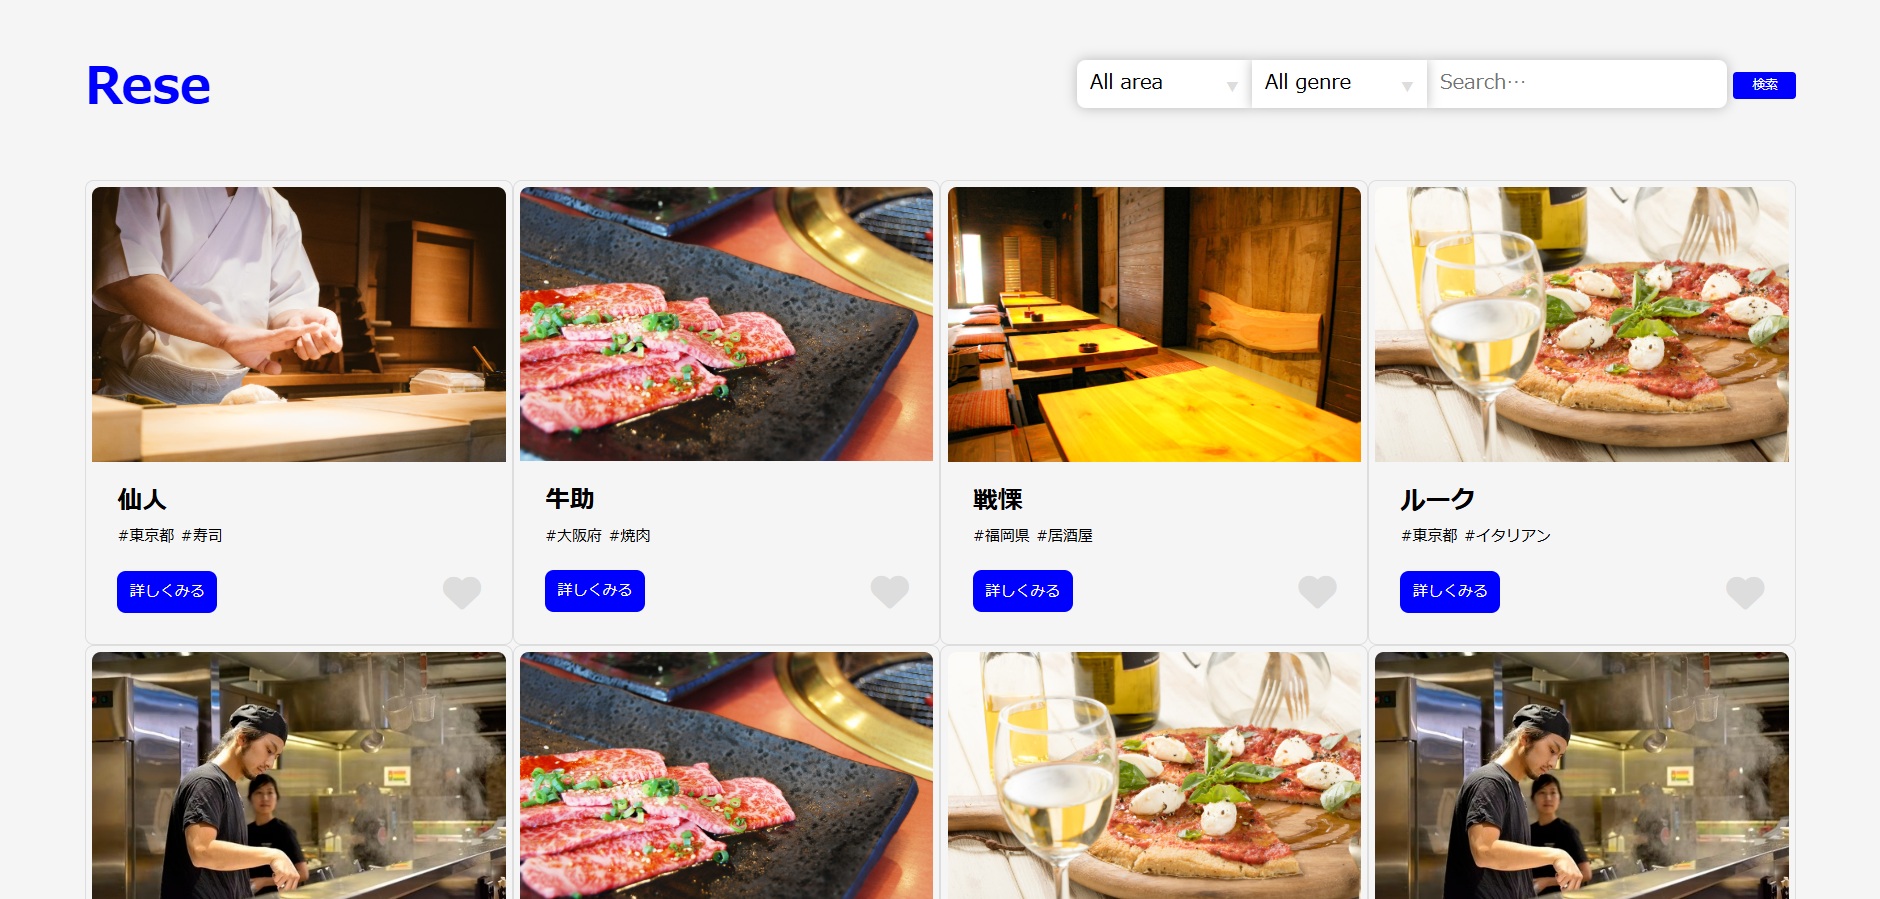 Rese
All area
All genre
Search…
検索
仙人
#東京都 #寿司
詳しくみる
牛助
#大阪府 #焼肉
詳しくみる
戦慄
#福岡県 #居酒屋
詳しくみる
ルーク
#東京都 #イタリアン
詳しくみる